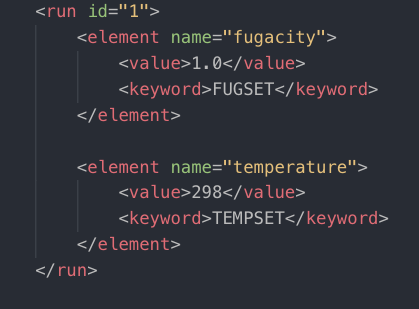 <run id="1">
<element name="fugacity">
<value>1.0</value>
<keyword>FUGSET</keyword>
</element>
<element name="temperature">
<value>298</value>
<keyword>TEMPSET</keyword>
</element>
</run>